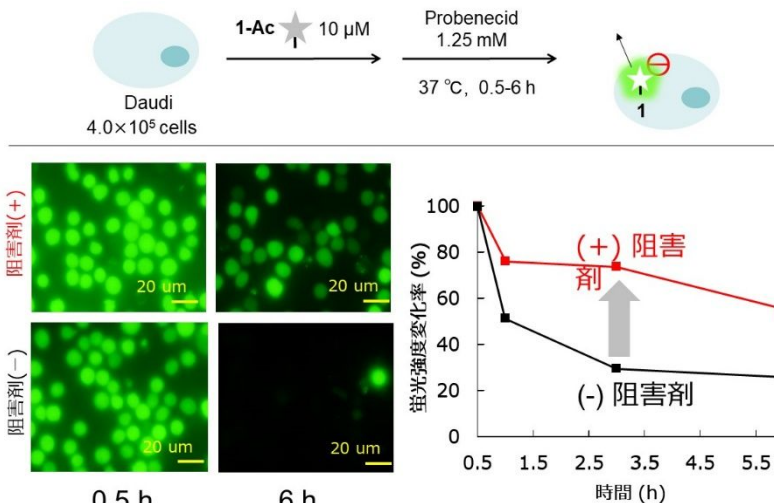 1-Ac 10 µM
Probenecid
1.25 mM
37 ℃, 0.5-6 h
Daudi
4.0×10⁵ cells
1
阻害剤(+)
20 um
20 um
阻害剤(−)
20 um
20 um
0.5 h
6 h
蛍光強度変化率 (%)
100
80
60
40
20
0
(+) 阻害
剤
(-) 阻害剤
0.5
1.5
2.5
3.5
4.5
5.5
時間 (h)